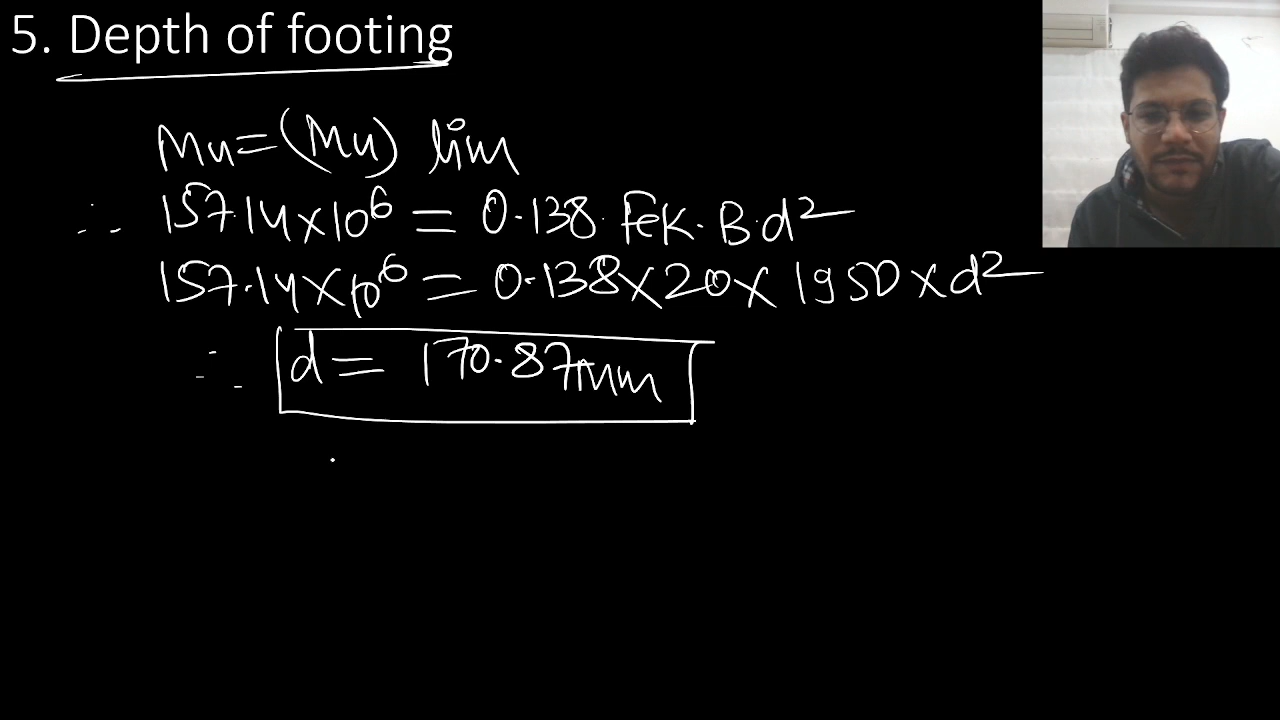 5. Depth of footing
Mu = (Mu) lim
∴ 157.14×10⁶ = 0.138. Fck. B.d²
157.14×10⁶ = 0.138×20× 1950×d²
∴ d = 170.87mm